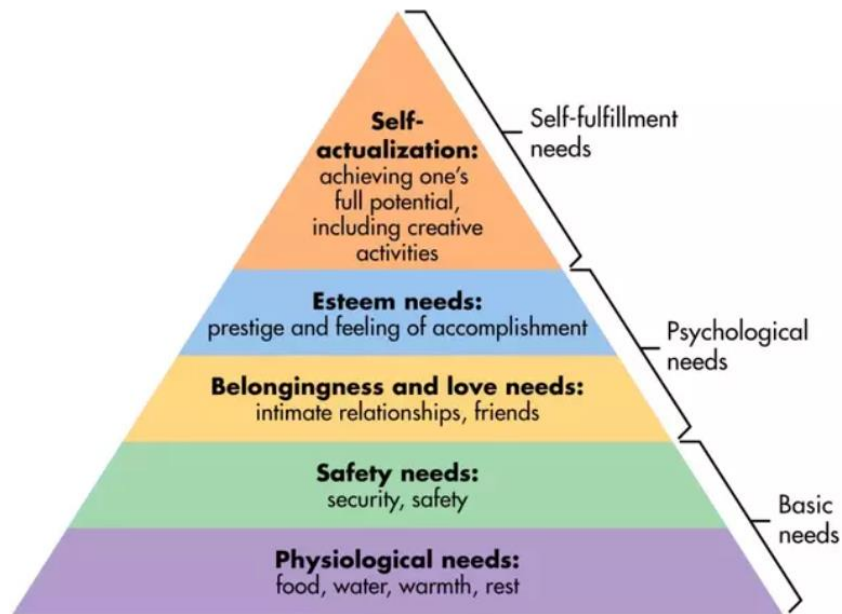 Self-
actualization:
achieving one's
full potential,
including creative
activities
Self-fulfillment
needs
Esteem needs:
prestige and feeling of accomplishment
Psychological
needs
Belongingness and love needs:
intimate relationships, friends
Safety needs:
security, safety
Basic
needs
Physiological needs:
food, water, warmth, rest